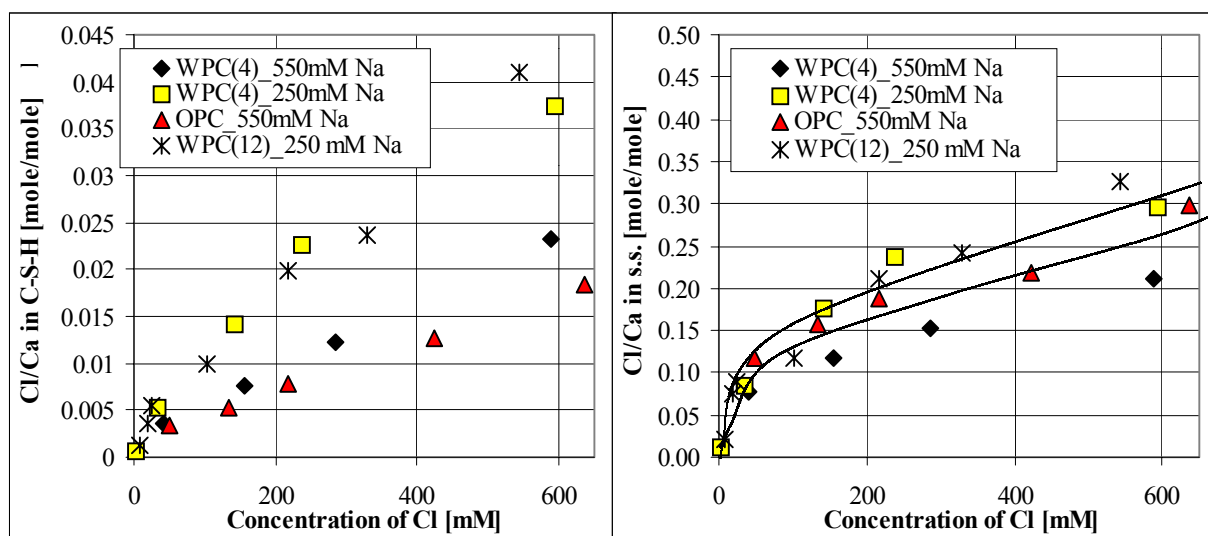 0.045
0.04
0.035
0.03
0.025
0.02
0.015
0.01
0.005
0
Cl/Ca in C-S-H [mole/mole]
]
WPC(4)_550mM Na
WPC(4)_250mM Na
OPC_550mM Na
WPC(12)_250 mM Na
0 200 400 600
Concentration of Cl [mM]
0.50
0.45
0.40
0.35
0.30
0.25
0.20
0.15
0.10
0.05
0.00
Cl/Ca in s.s. [mole/mole]
WPC(4)_550mM Na
WPC(4)_250mM Na
OPC_550mM Na
WPC(12)_250 mM Na
0 200 400 600
Concentration of Cl [mM]